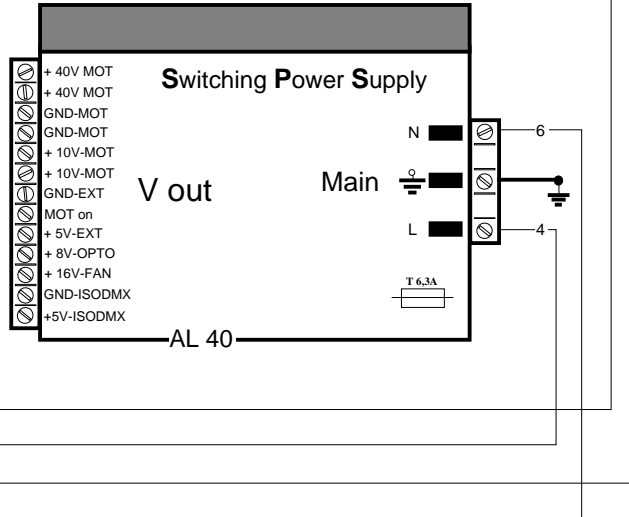 + 40V MOT
+ 40V MOT
GND-MOT
GND-MOT
+ 10V-MOT
+ 10V-MOT
GND-EXT
MOT on
+ 5V-EXT
+ 8V-OPTO
+ 16V-FAN
GND-ISODMX
+5V-ISODMX
Switching Power Supply
V out
Main
N
L
6
4
T 6,3A
AL 40